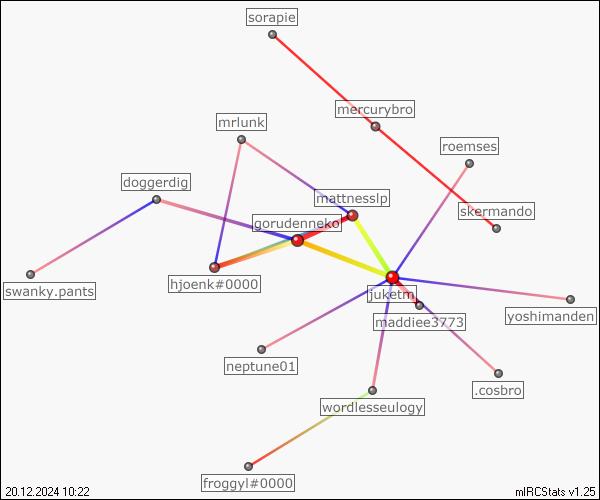 sorapie
mercurybro
mrlunk
roemses
doggerdig
mattnesslp
skermando
gorudenneko
hjoenk#0000
swanky.pants
juketm
maddiee3773
yoshimanden
neptune01
.cosbro
wordlesseulogy
froggyl#0000
20.12.2024 10:22
mIRCStats v1.25